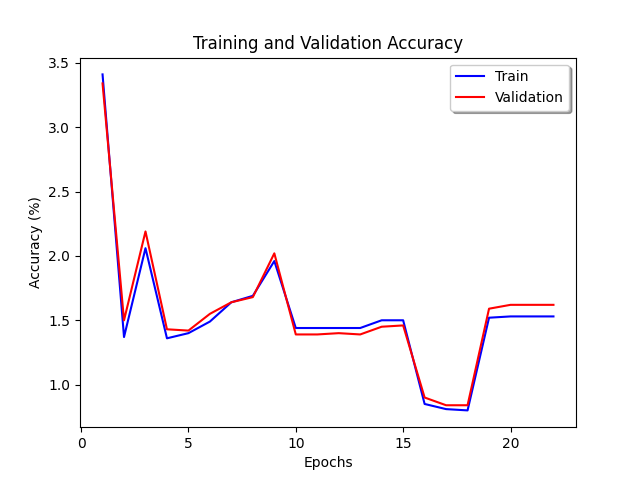 Training and Validation Accuracy
Train
Validation
Accuracy (%)
3.5
3.0
2.5
2.0
1.5
1.0
0 5 10 15 20
Epochs